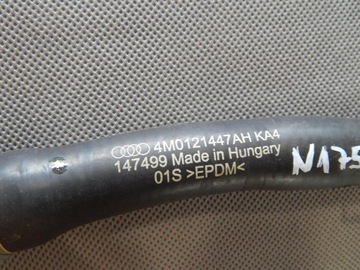 4M0121447AH KA4
147499 Made in Hungary
01S >EPDM<
N175